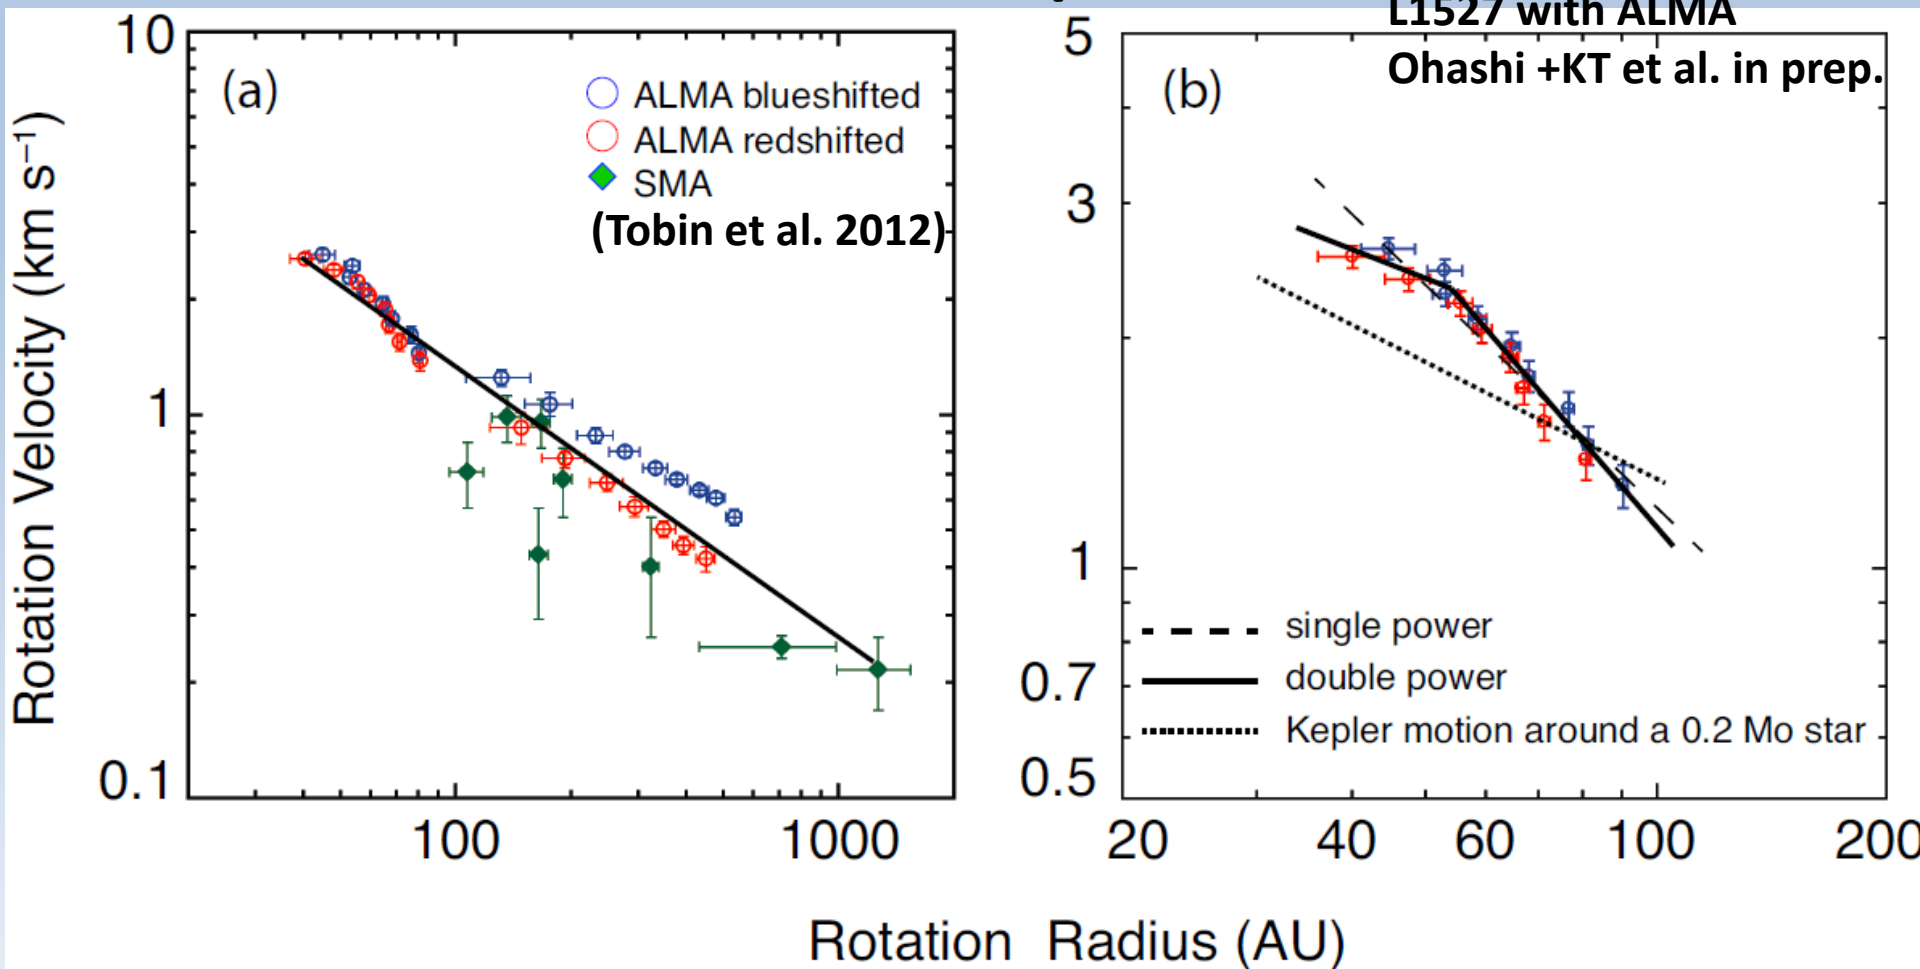 L1527 with ALMA
Ohashi +KT et al. in prep.
(a)
ALMA blueshifted
ALMA redshifted
SMA
(Tobin et al. 2012)
10
1
0.1
100
1000
Rotation Velocity (km s⁻¹)
(b)
5
3
1
0.7
0.5
single power
double power
Kepler motion around a 0.2 Mo star
20
40
60
100
200
Rotation Radius (AU)